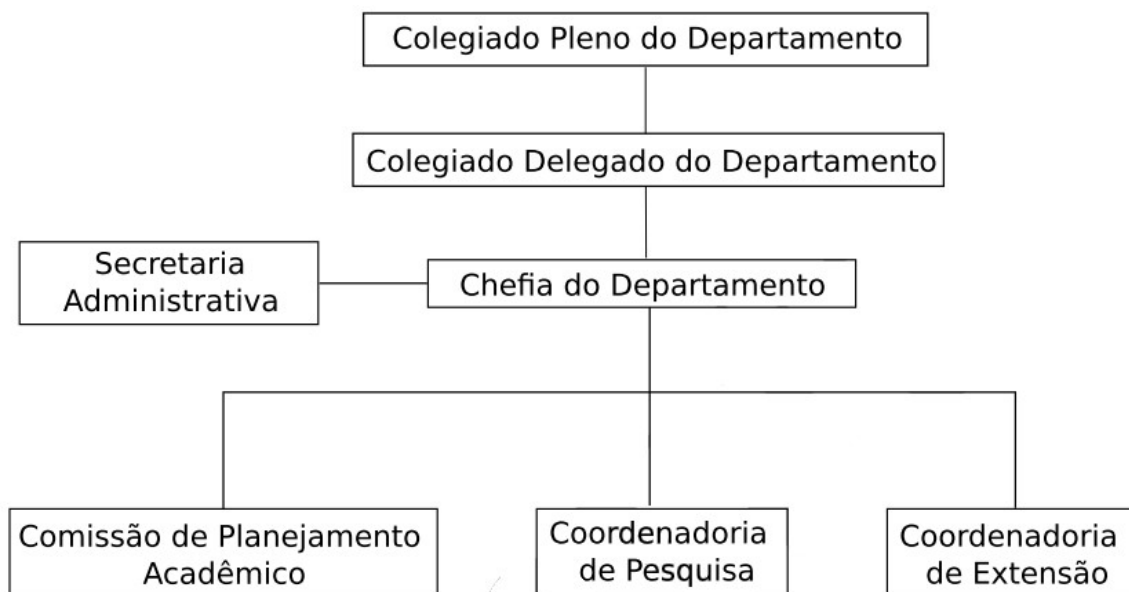 Colegiado Pleno do Departamento
Colegiado Delegado do Departamento
Secretaria
Administrativa
Chefia do Departamento
Comissão de Planejamento
Acadêmico
Coordenadoria
de Pesquisa
Coordenadoria
de Extensão